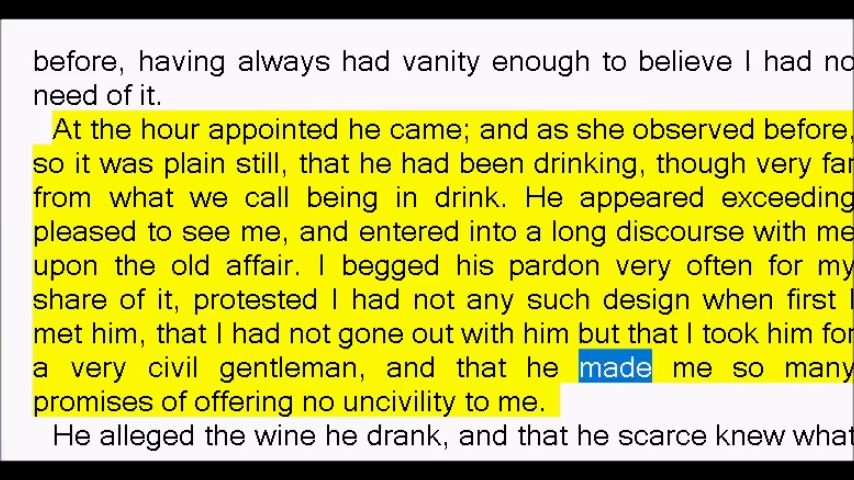 before, having always had vanity enough to believe I had no
need of it.
At the hour appointed he came; and as she observed before,
so it was plain still, that he had been drinking, though very far
from what we call being in drink. He appeared exceeding
pleased to see me, and entered into a long discourse with me
upon the old affair. I begged his pardon very often for my
share of it, protested I had not any such design when first I
met him, that I had not gone out with him but that I took him for
a very civil gentleman, and that he made me so many
promises of offering no uncivility to me.
He alleged the wine he drank, and that he scarce knew what